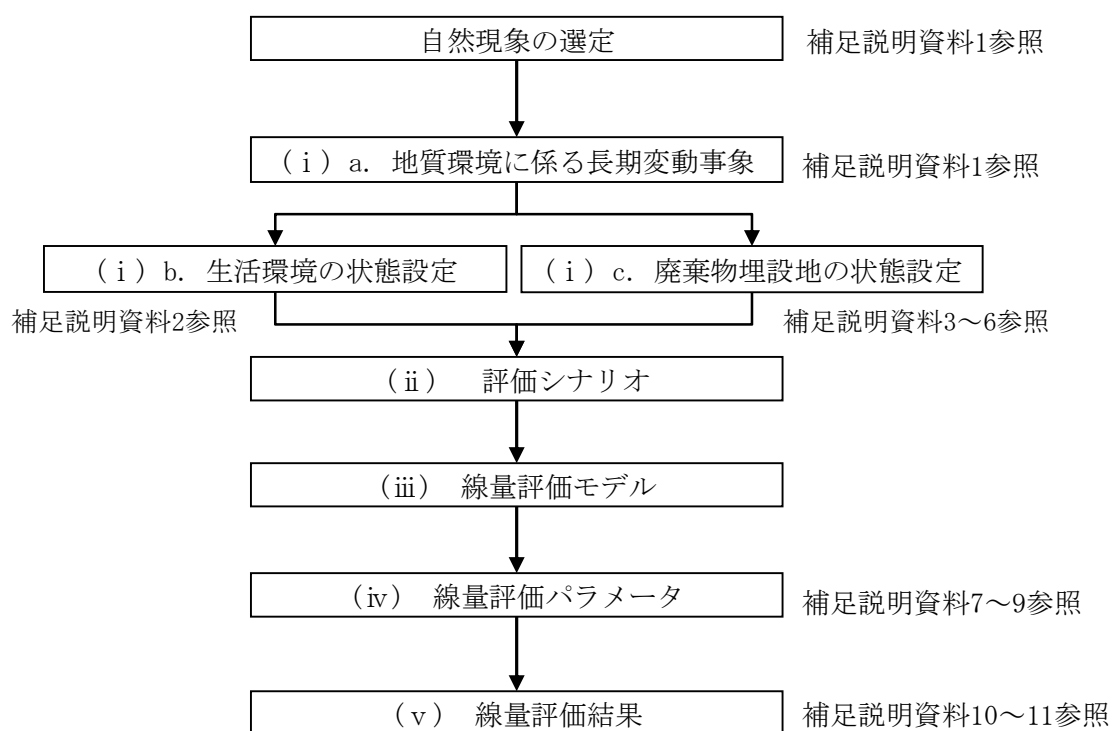 自然現象の選定
補足説明資料1参照
(ⅰ) a. 地質環境に係る長期変動事象
補足説明資料1参照
(ⅰ) b. 生活環境の状態設定
(ⅰ) c. 廃棄物埋設地の状態設定
補足説明資料2参照
補足説明資料3~6参照
(ⅱ) 評価シナリオ
(ⅲ) 線量評価モデル
(ⅳ) 線量評価パラメータ
補足説明資料7~9参照
(ⅴ) 線量評価結果
補足説明資料10~11参照